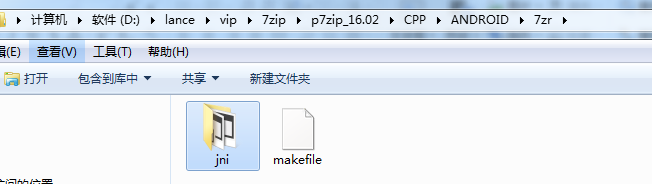 计算机 ▸ 软件 (D:) ▸ lance ▸ vip ▸ 7zip ▸ p7zip_16.02 ▸ CPP ▸ ANDROID ▸ 7zr ▸
(E) 查看(V) 工具(T) 帮助(H)
打开 包含到库中 共享 新建文件夹
jni makefile